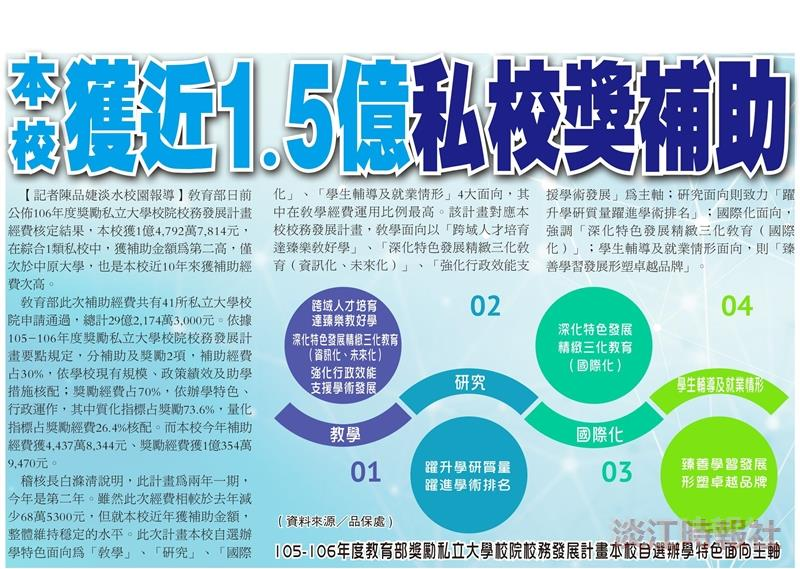 本校獲近1.5億私校獎補助
【記者陳品婕淡水校園報導】教育部日前
公佈106年度獎勵私立大學校院校務發展計畫
經費核定結果，本校獲1億4,792萬7,814元，
在綜合1類私校中，獲補助金額為第二高，僅
次於中原大學，也是本校近10年來獲補助經
費次高。
教育部此次補助經費共有41所私立大學校
院申請通過，總計29億2,174萬3,000元。依據
105-106年度獎勵私立大學校院校務發展計
畫要點規定，分補助及獎勵2項，補助經費
占30%，依學校現有規模、政策績效及助學
措施核配；獎勵經費占70%，依辦學特色、
行政運作，其中質化指標占獎勵73.6%，量化
指標占獎勵經費26.4%核配。而本校今年補助
經費獲4,437萬8,344元、獎勵經費獲1億354萬
9,470元。
稽核長白滌清說明，此計畫為兩年一期，
今年是第二年。雖然此次經費相較於去年減
少68萬5300元，但就本校近年獲補助金額，
整體維持穩定的水平。此次計畫本校自選辦
學特色面向為「教學」、「研究」、「國際
化」、「學生輔導及就業情形」4大面向，其
中在教學經費運用比例最高。該計畫對應本
校校務發展計畫，教學面向以「跨域人才培育
達臻樂教好學」、「深化特色發展精緻三化教
育（資訊化、未來化）」、「強化行政效能支
援學術發展」為主軸；研究面向則致力「躍
升學研質量躍進學術排名」；國際化面向，
強調「深化特色發展精緻三化教育（國際
化）」；學生輔導及就業情形面向，則「臻
善學習發展形塑卓越品牌」。
跨域人才培育
達臻樂教好學
深化特色發展精緻三化教育
（資訊化、未來化）
強化行政效能
支援學術發展
教學
01
02
研究
躍升學研質量
躍進學術排名
深化特色發展
精緻三化教育
（國際化）
國際化
03
04
學生輔導及就業情形
臻善學習發展
形塑卓越品牌
（資料來源／品保處）
淡江時報社
105-106年度教育部獎勵私立大學校院校務發展計畫本校自選辦學特色面向主軸